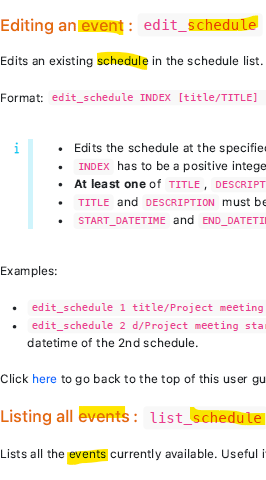 Editing an event : edit_schedule
Edits an existing schedule in the schedule list.
Format: edit_schedule INDEX [title/TITLE]
i
• Edits the schedule at the specified
• INDEX has to be a positive intege
• At least one of TITLE, DESCRIPT
• TITLE and DESCRIPTION must be
• START_DATETIME and END_DATETIM
Examples:
• edit_schedule 1 title/Project meeting
• edit_schedule 2 d/Project meeting star
datetime of the 2nd schedule.
Click here to go back to the top of this user gu
Listing all events : list_schedule
Lists all the events currently available. Useful i